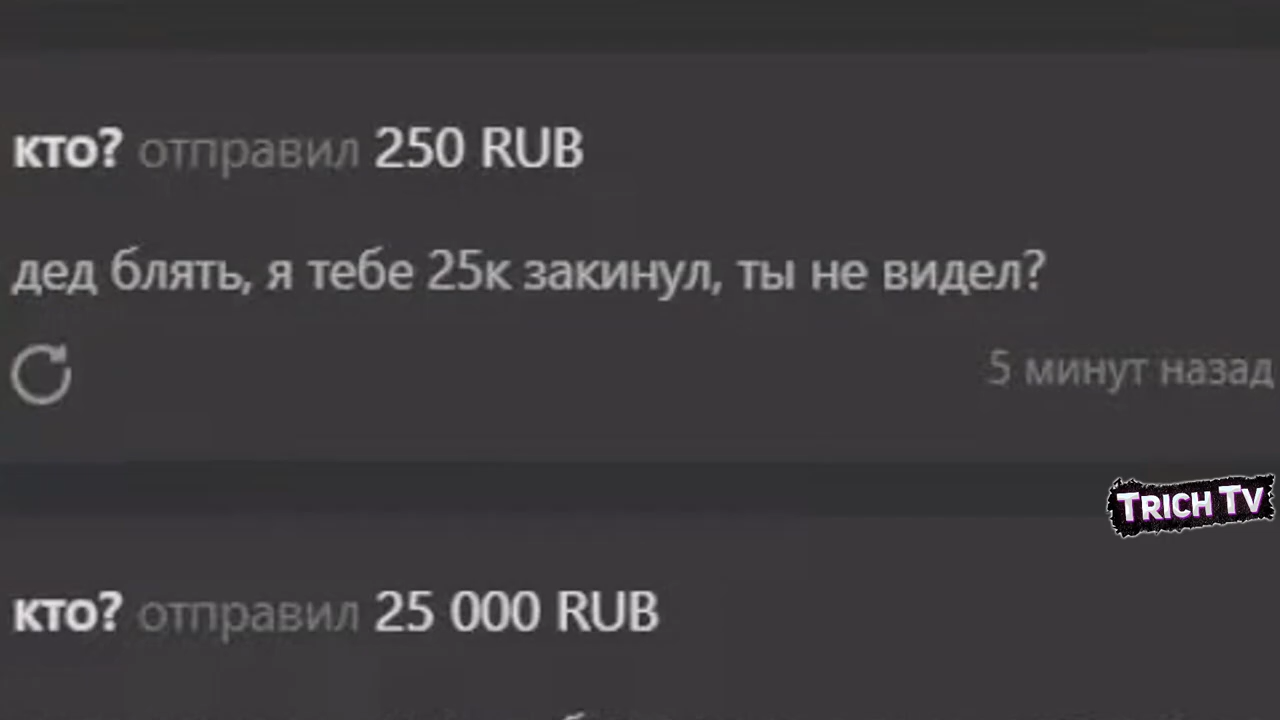 кто? отправил 250 RUB
дед блять, я тебе 25к закинул, ты не видел?
5 минут назад
TRICH TV
кто? отправил 25 000 RUB